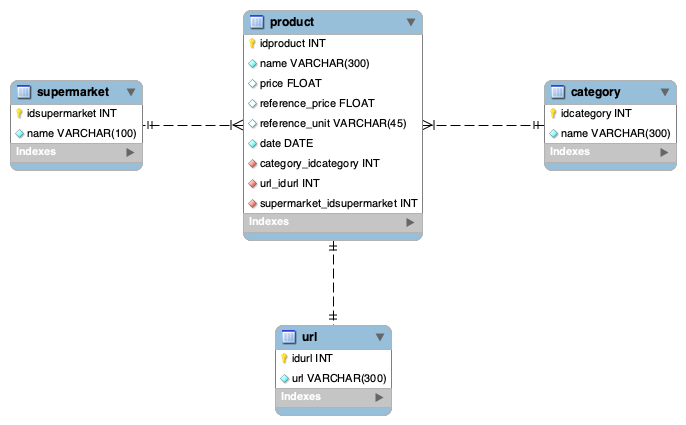 product
idproduct INT
name VARCHAR(300)
price FLOAT
reference_price FLOAT
reference_unit VARCHAR(45)
date DATE
category_idcategory INT
url_idurl INT
supermarket_idsupermarket INT
Indexes
supermarket
idsupermarket INT
name VARCHAR(100)
Indexes
category
idcategory INT
name VARCHAR(300)
Indexes
url
idurl INT
url VARCHAR(300)
Indexes